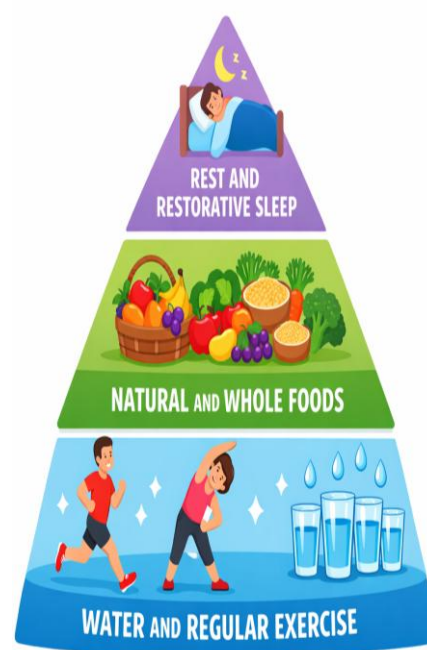 REST AND
RESTORATIVE SLEEP
NATURAL AND WHOLE FOODS
WATER AND REGULAR EXERCISE